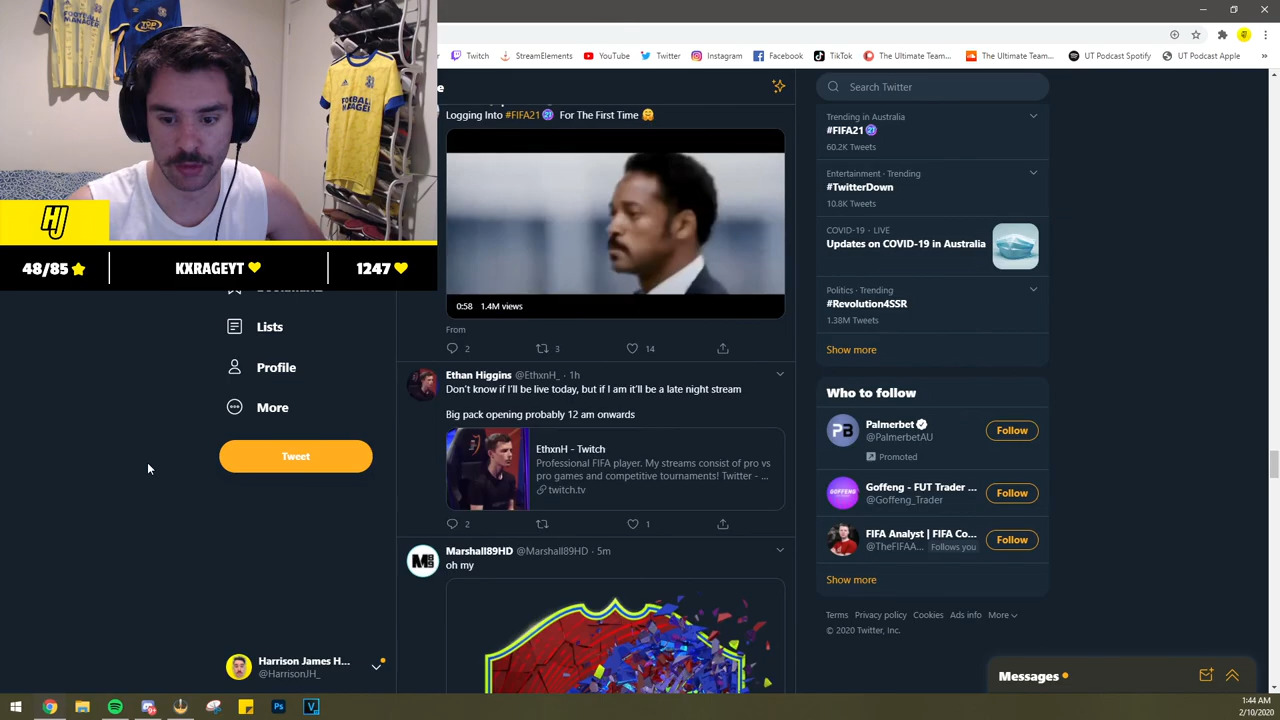 FOOTBALL
MANAGER
TOP
FOOTBALL
MANAGER
HJ
48/85
KXRAGEYT
1247
Twitch
StreamElements
YouTube
Twitter
Instagram
Facebook
TikTok
The Ultimate Team...
The Ultimate Team...
UT Podcast Spotify
UT Podcast Apple
Search Twitter
Logging Into #FIFA21 For The First Time
0:58 1.4M views
From
2 3 14
Lists
Profile
More
Tweet
Ethan Higgins @EthxnH_ · 1h
Don't know if I'll be live today, but if I am it'll be a late night stream
Big pack opening probably 12 am onwards
EthxnH - Twitch
Professional FIFA player. My streams consist of pro vs
pro games and competitive tournaments! Twitter - ...
twitch.tv
2 1
Marshall89HD @Marshall89HD · 5m
oh my
Harrison James H...
@HarrisonJH_
Trending in Australia
#FIFA21
60.2K Tweets
Entertainment · Trending
#TwitterDown
10.8K Tweets
COVID-19 · LIVE
Updates on COVID-19 in Australia
Politics · Trending
#Revolution4SSR
1.38M Tweets
Show more
Who to follow
PB
Palmerbet
@PalmerbetAU
Follow
Promoted
GOFFENG
Goffeng - FUT Trader ...
@Goffeng_Trader
Follow
FIFA Analyst | FIFA Co...
@TheFIFAA... Follows you
Follow
Show more
Terms Privacy policy Cookies Ads info More
© 2020 Twitter, Inc.
Messages
Ps
V
1:44 AM
2/10/2020